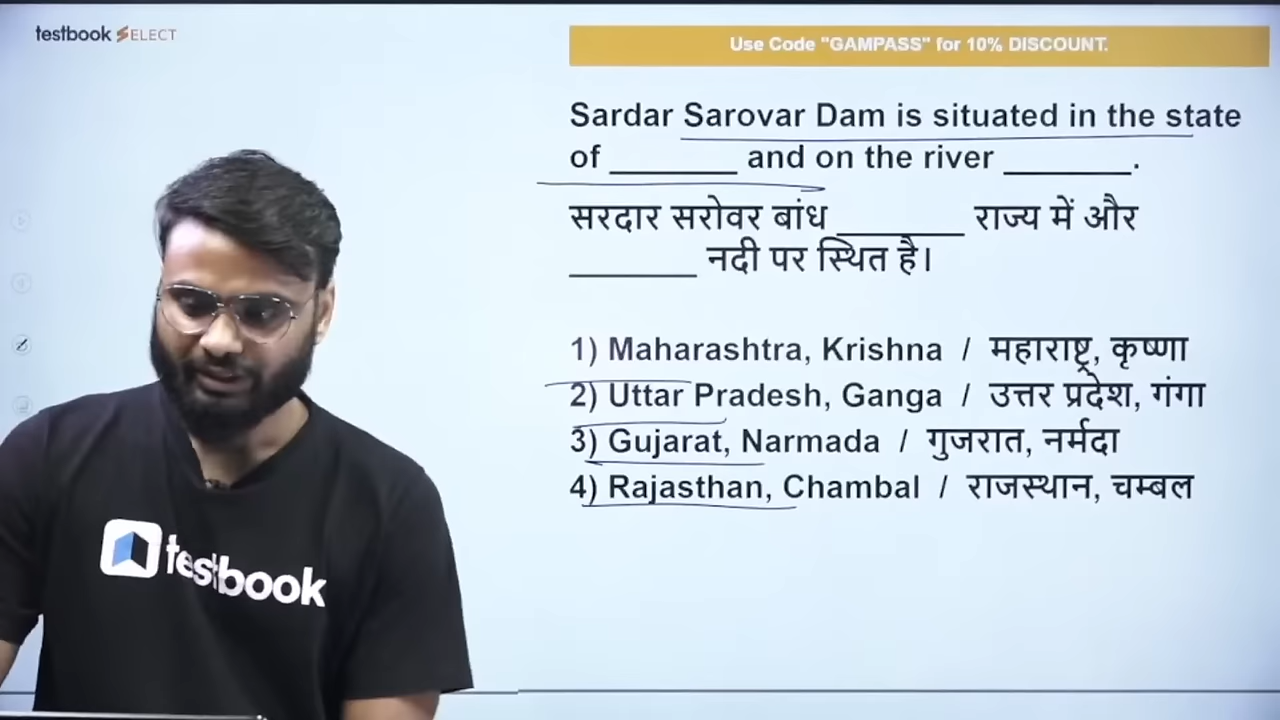 testbook SELECT
Use Code "GAMPASS" for 10% DISCOUNT.
Sardar Sarovar Dam is situated in the state
of _______ and on the river _______.
सरदार सरोवर बांध _______ राज्य में और
_______ नदी पर स्थित है।
1) Maharashtra, Krishna / महाराष्ट्र, कृष्णा
2) Uttar Pradesh, Ganga / उत्तर प्रदेश, गंगा
3) Gujarat, Narmada / गुजरात, नर्मदा
4) Rajasthan, Chambal / राजस्थान, चम्बल
testbook